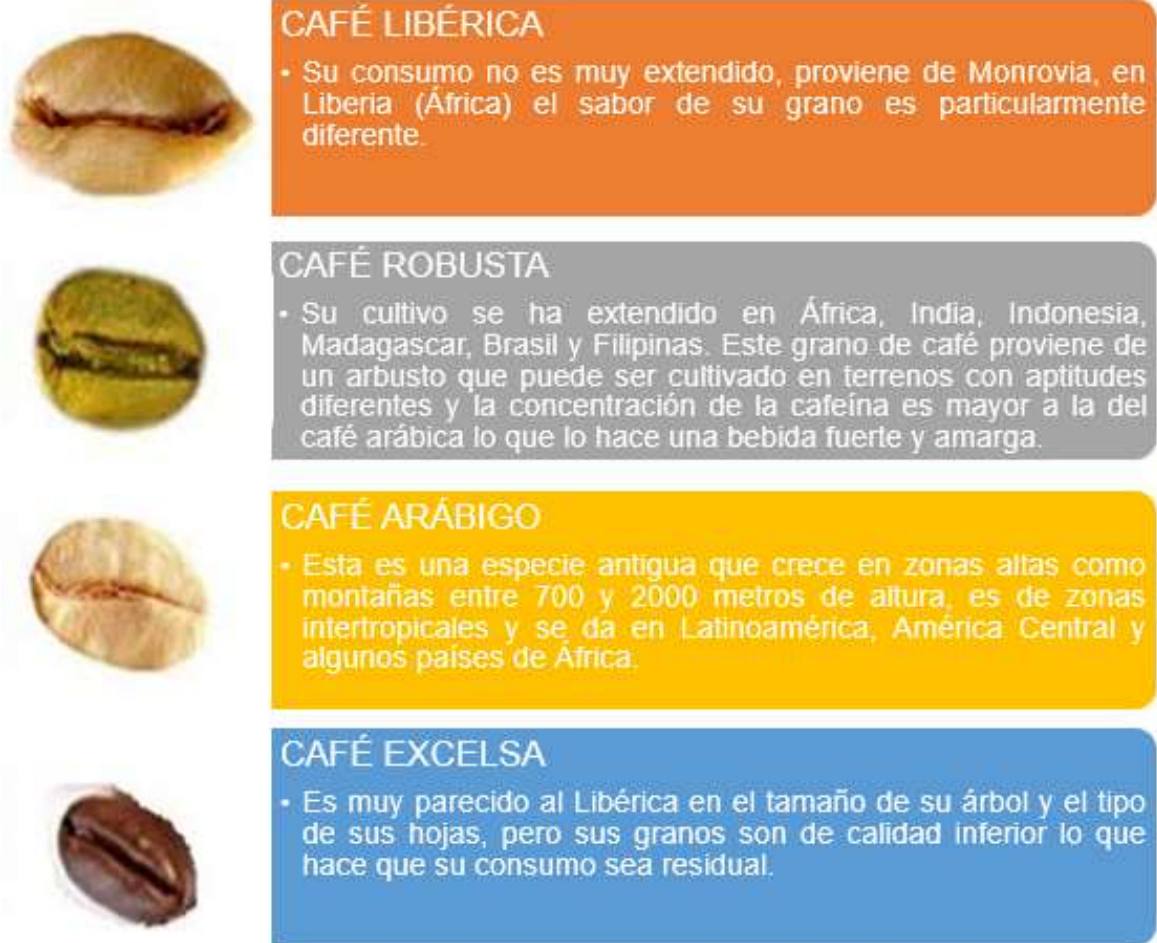 CAFÉ LIBÉRICA
• Su consumo no es muy extendido, proviene de Monrovia, en
Liberia (África) el sabor de su grano es particularmente
diferente.
CAFÉ ROBUSTA
• Su cultivo se ha extendido en África, India, Indonesia,
Madagascar, Brasil y Filipinas. Este grano de café proviene de
un arbusto que puede ser cultivado en terrenos con aptitudes
diferentes y la concentración de la cafeína es mayor a la del
café arábica lo que lo hace una bebida fuerte y amarga.
CAFÉ ARÁBIGO
• Esta es una especie antigua que crece en zonas altas como
montañas entre 700 y 2000 metros de altura, es de zonas
intertropicales y se da en Latinoamérica, América Central y
algunos países de África.
CAFÉ EXCELSA
• Es muy parecido al Libérica en el tamaño de su árbol y el tipo
de sus hojas, pero sus granos son de calidad inferior lo que
hace que su consumo sea residual.